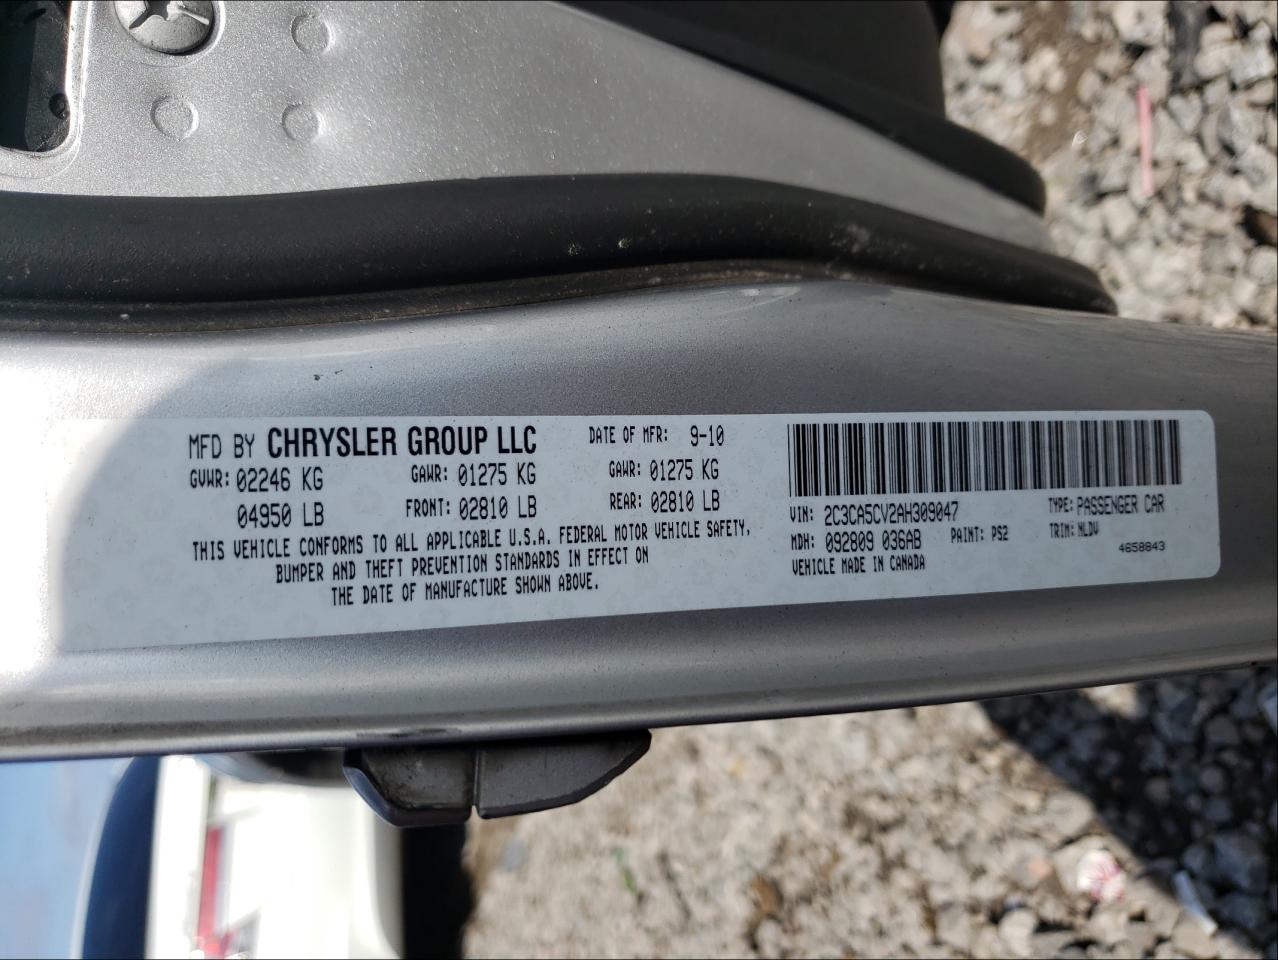 MFD BY CHRYSLER GROUP LLC DATE OF MFR: 9-10
GVWR: 02246 KG GAWR: 01275 KG GAWR: 01275 KG
04950 LB FRONT: 02810 LB REAR: 02810 LB
THIS VEHICLE CONFORMS TO ALL APPLICABLE U.S.A. FEDERAL MOTOR VEHICLE SAFETY,
BUMPER AND THEFT PREVENTION STANDARDS IN EFFECT ON
THE DATE OF MANUFACTURE SHOWN ABOVE.
VIN: 2C3CA5CV2AH309047 TYPE: PASSENGER CAR
MDH: 092809 036AB PAINT: PS2 TRIM: NLDV
VEHICLE MADE IN CANADA 4658843